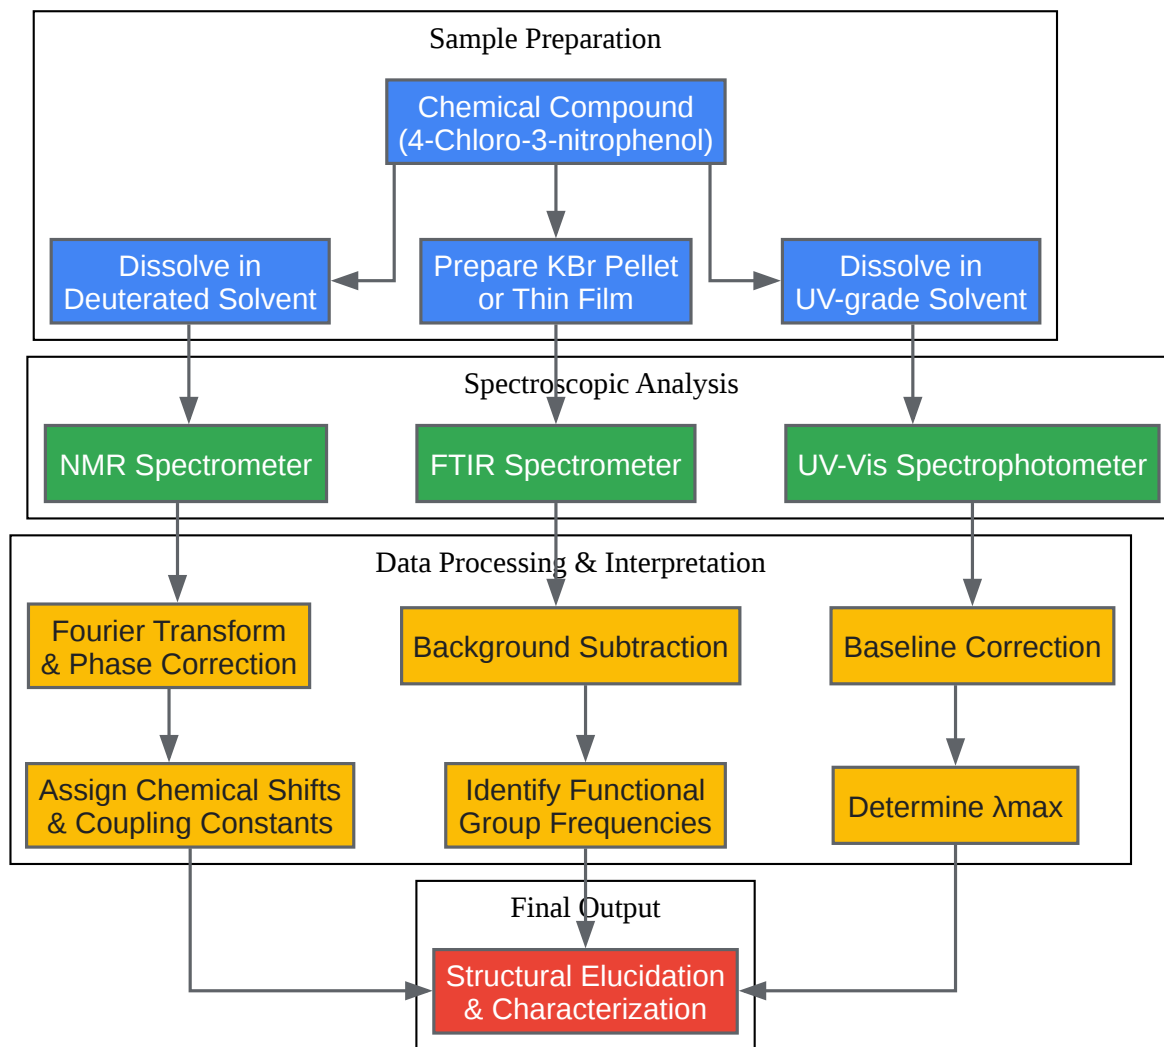 Sample Preparation
Chemical Compound
(4-Chloro-3-nitrophenol)
Dissolve in
Deuterated Solvent
Prepare KBr Pellet
or Thin Film
Dissolve in
UV-grade Solvent
Spectroscopic Analysis
NMR Spectrometer
FTIR Spectrometer
UV-Vis Spectrophotometer
Data Processing & Interpretation
Fourier Transform
& Phase Correction
Background Subtraction
Baseline Correction
Assign Chemical Shifts
& Coupling Constants
Identify Functional
Group Frequencies
Determine λmax
Final Output
Structural Elucidation
& Characterization